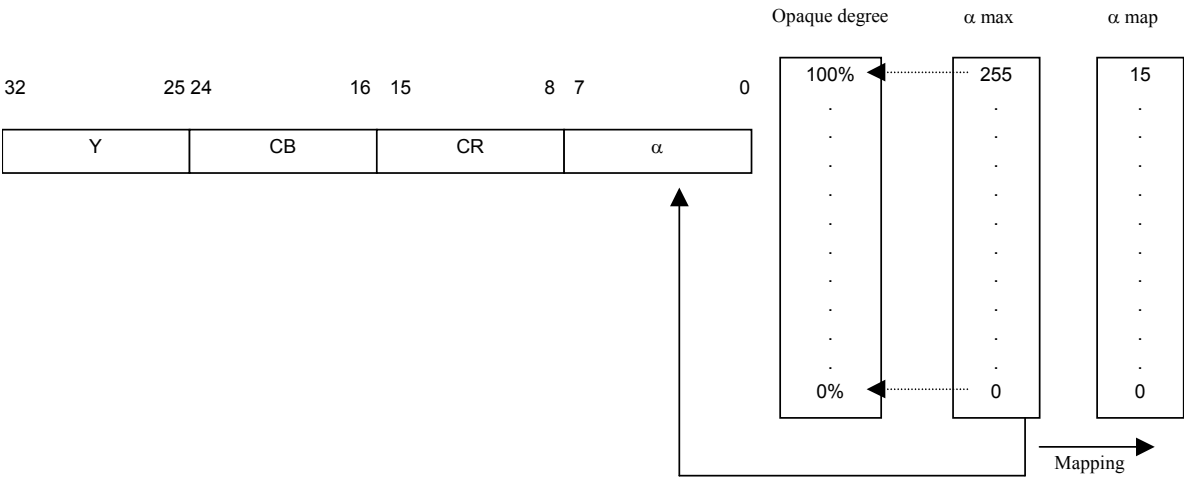 Opaque degree α max α map
32 25 24 16 15 8 7 0
100% 255 15
Y CB CR α
. . .
. . .
. . .
. . .
. . .
. . .
. . .
. . .
. . .
. . .
0% 0 0
Mapping